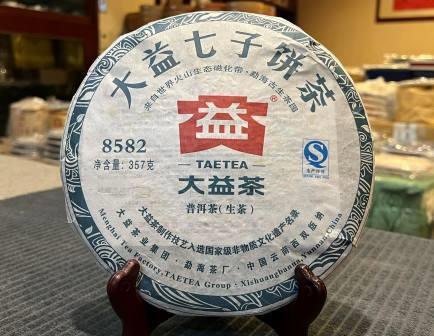 大益七子饼茶
来自世界火山生态磁化带·勐海古生茶园
益
8582
净含量:357克
TAETEA
大益茶
普洱茶(生茶)
大益茶制作技艺入选国家级非物质文化遗产名录
大益茶业集团·勐海茶厂·中国云南西双版纳
Menghai Tea Factory, TAETEA Group · Xishuangbanna Yunnan China